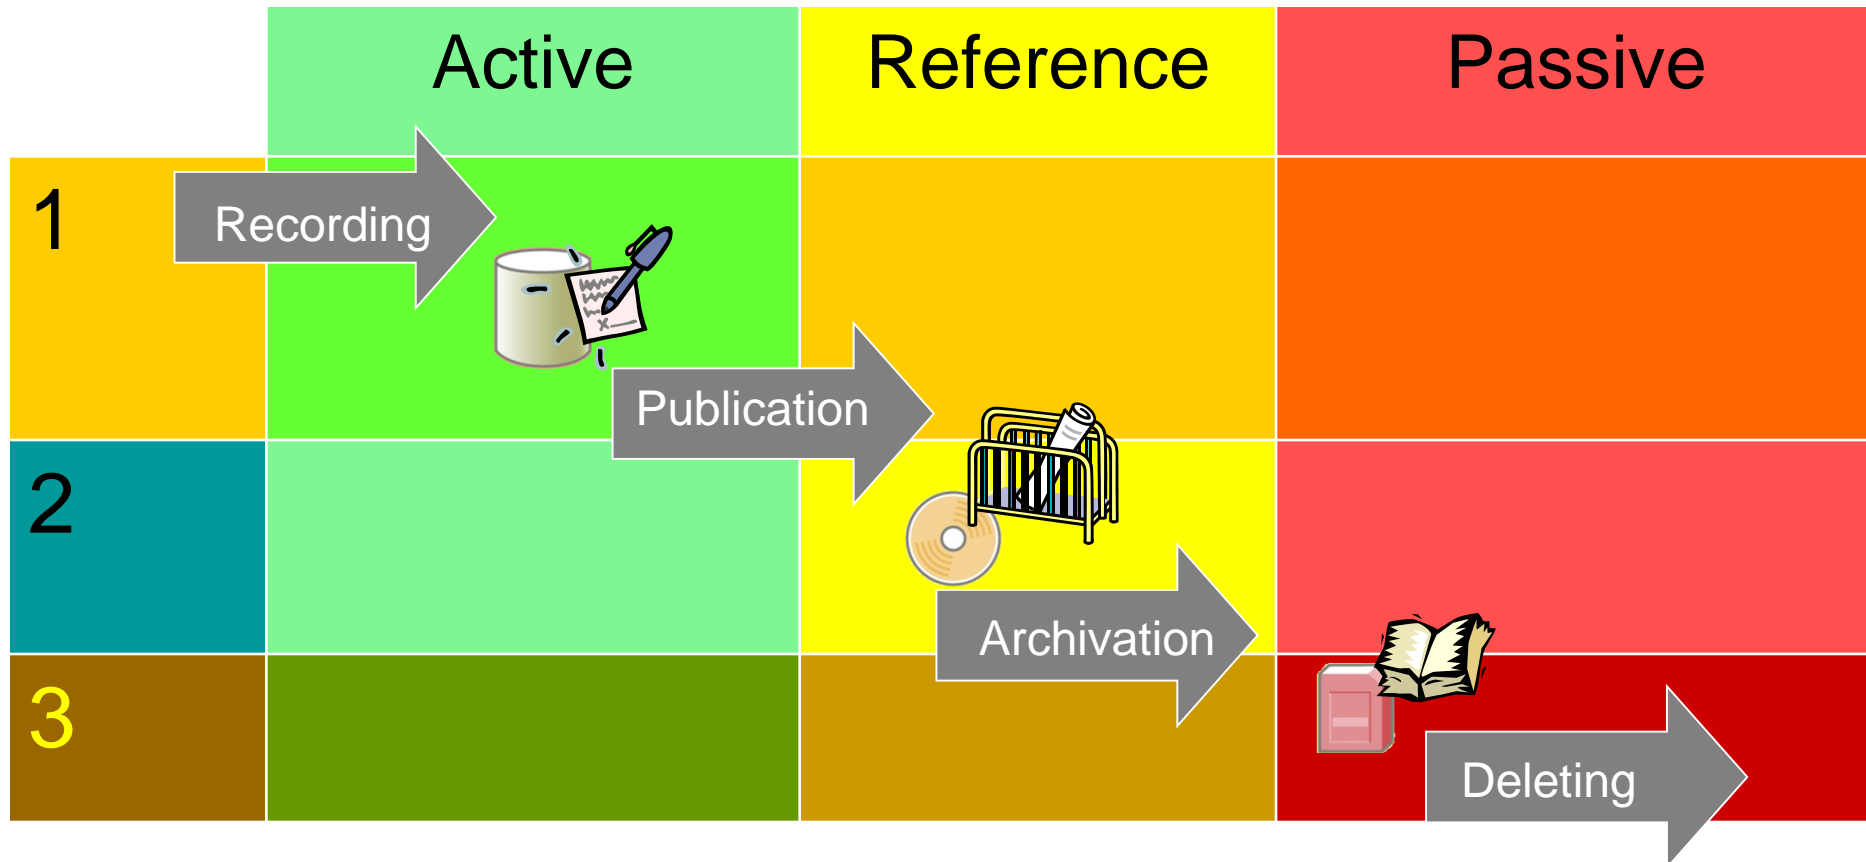 Active
Reference
Passive
1
Recording
Publication
2
Archivation
3
Deleting